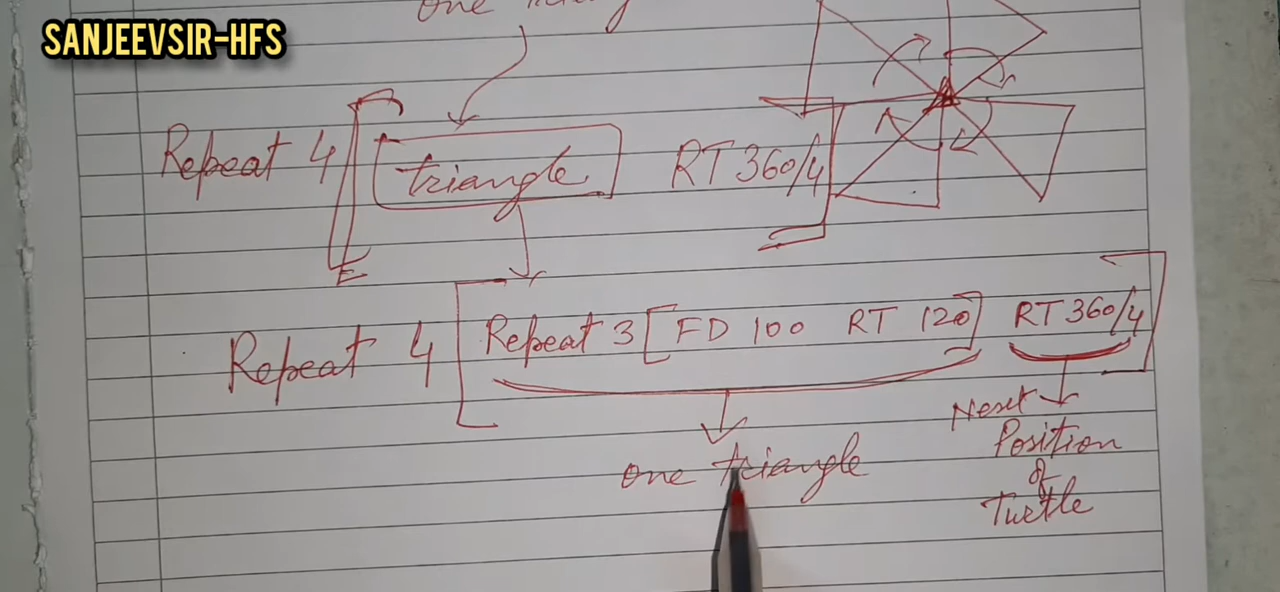 One
SANJEEVSIR-HFS
Repeat 4 [ [triangle] RT 360/4 ]
Repeat 4 [ Repeat 3 [ FD 100 RT 120 ] RT 360/4 ]
Next
Position
of
Turtle
One triangle